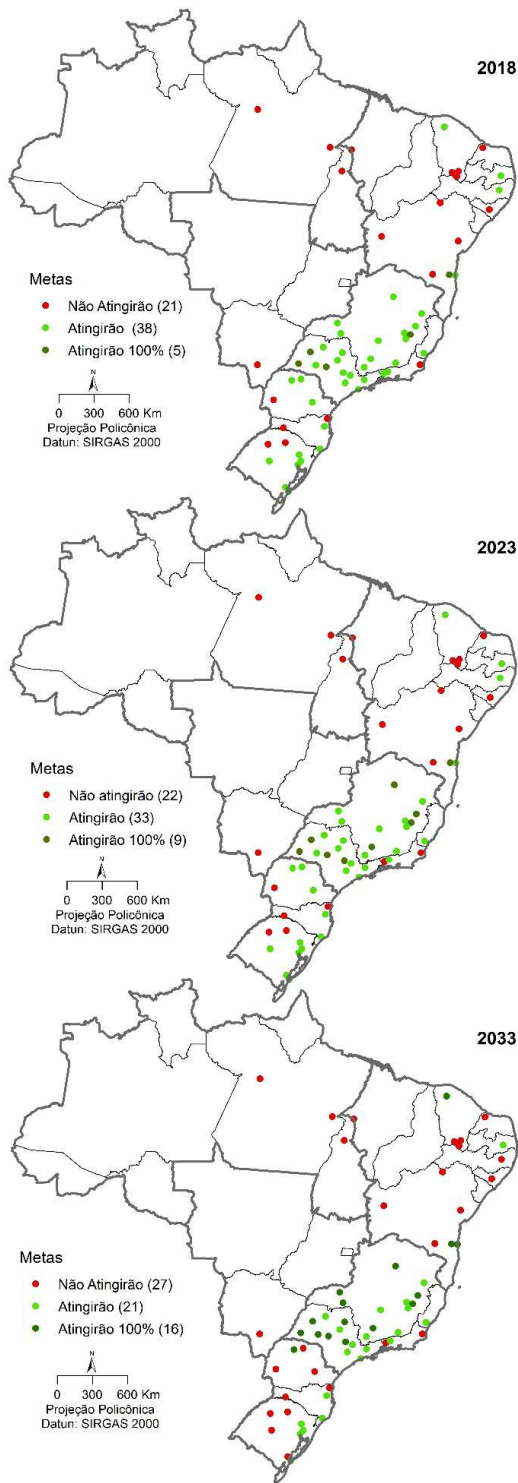 2018
Metas
Não Atingirão (21)
Atingirão (38)
Atingirão 100% (5)
N
0 300 600 Km
Projeção Policônica
Datun: SIRGAS 2000
2023
Metas
Não atingirão (22)
Atingirão (33)
Atingirão 100% (9)
N
0 300 600 Km
Projeção Policônica
Datum: SIRGAS 2000
2033
Metas
Não Atingirão (27)
Atingirão (21)
Atingirão 100% (16)
N
0 300 600 Km
Projeção Policônica
Datun: SIRGAS 2000